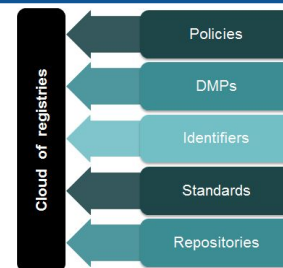 Cloud of registries
Policies
DMPs
Identifiers
Standards
Repositories